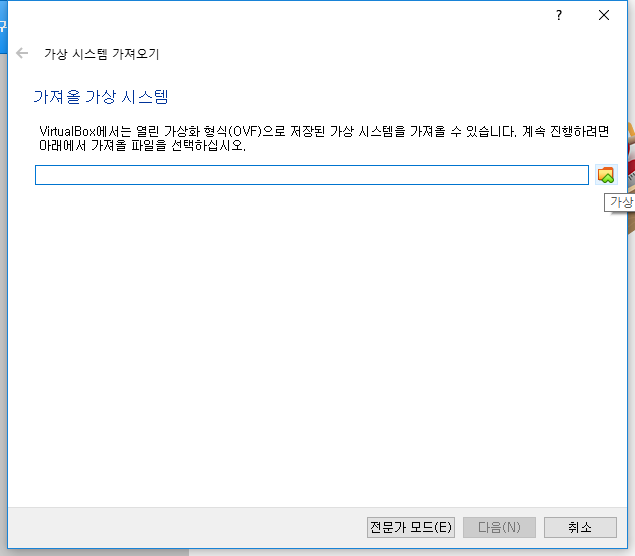 ?
가상 시스템 가져오기
가져올 가상 시스템
VirtualBox에서는 열린 가상화 형식(OVF)으로 저장된 가상 시스템을 가져올 수 있습니다. 계속 진행하려면
아래에서 가져올 파일을 선택하십시오.
가상
전문가 모드(E) 다음(N) 취소